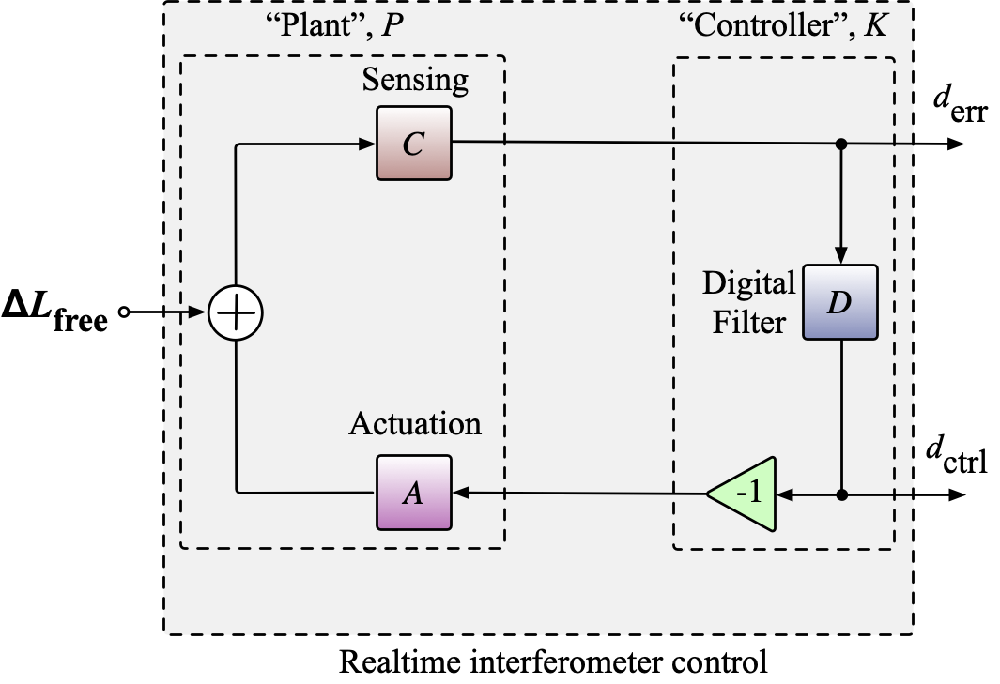 “Plant”, P
“Controller”, K
Sensing
C
d_err
ΔL_free
Digital
Filter
D
Actuation
A
-1
d_ctrl
Realtime interferometer control